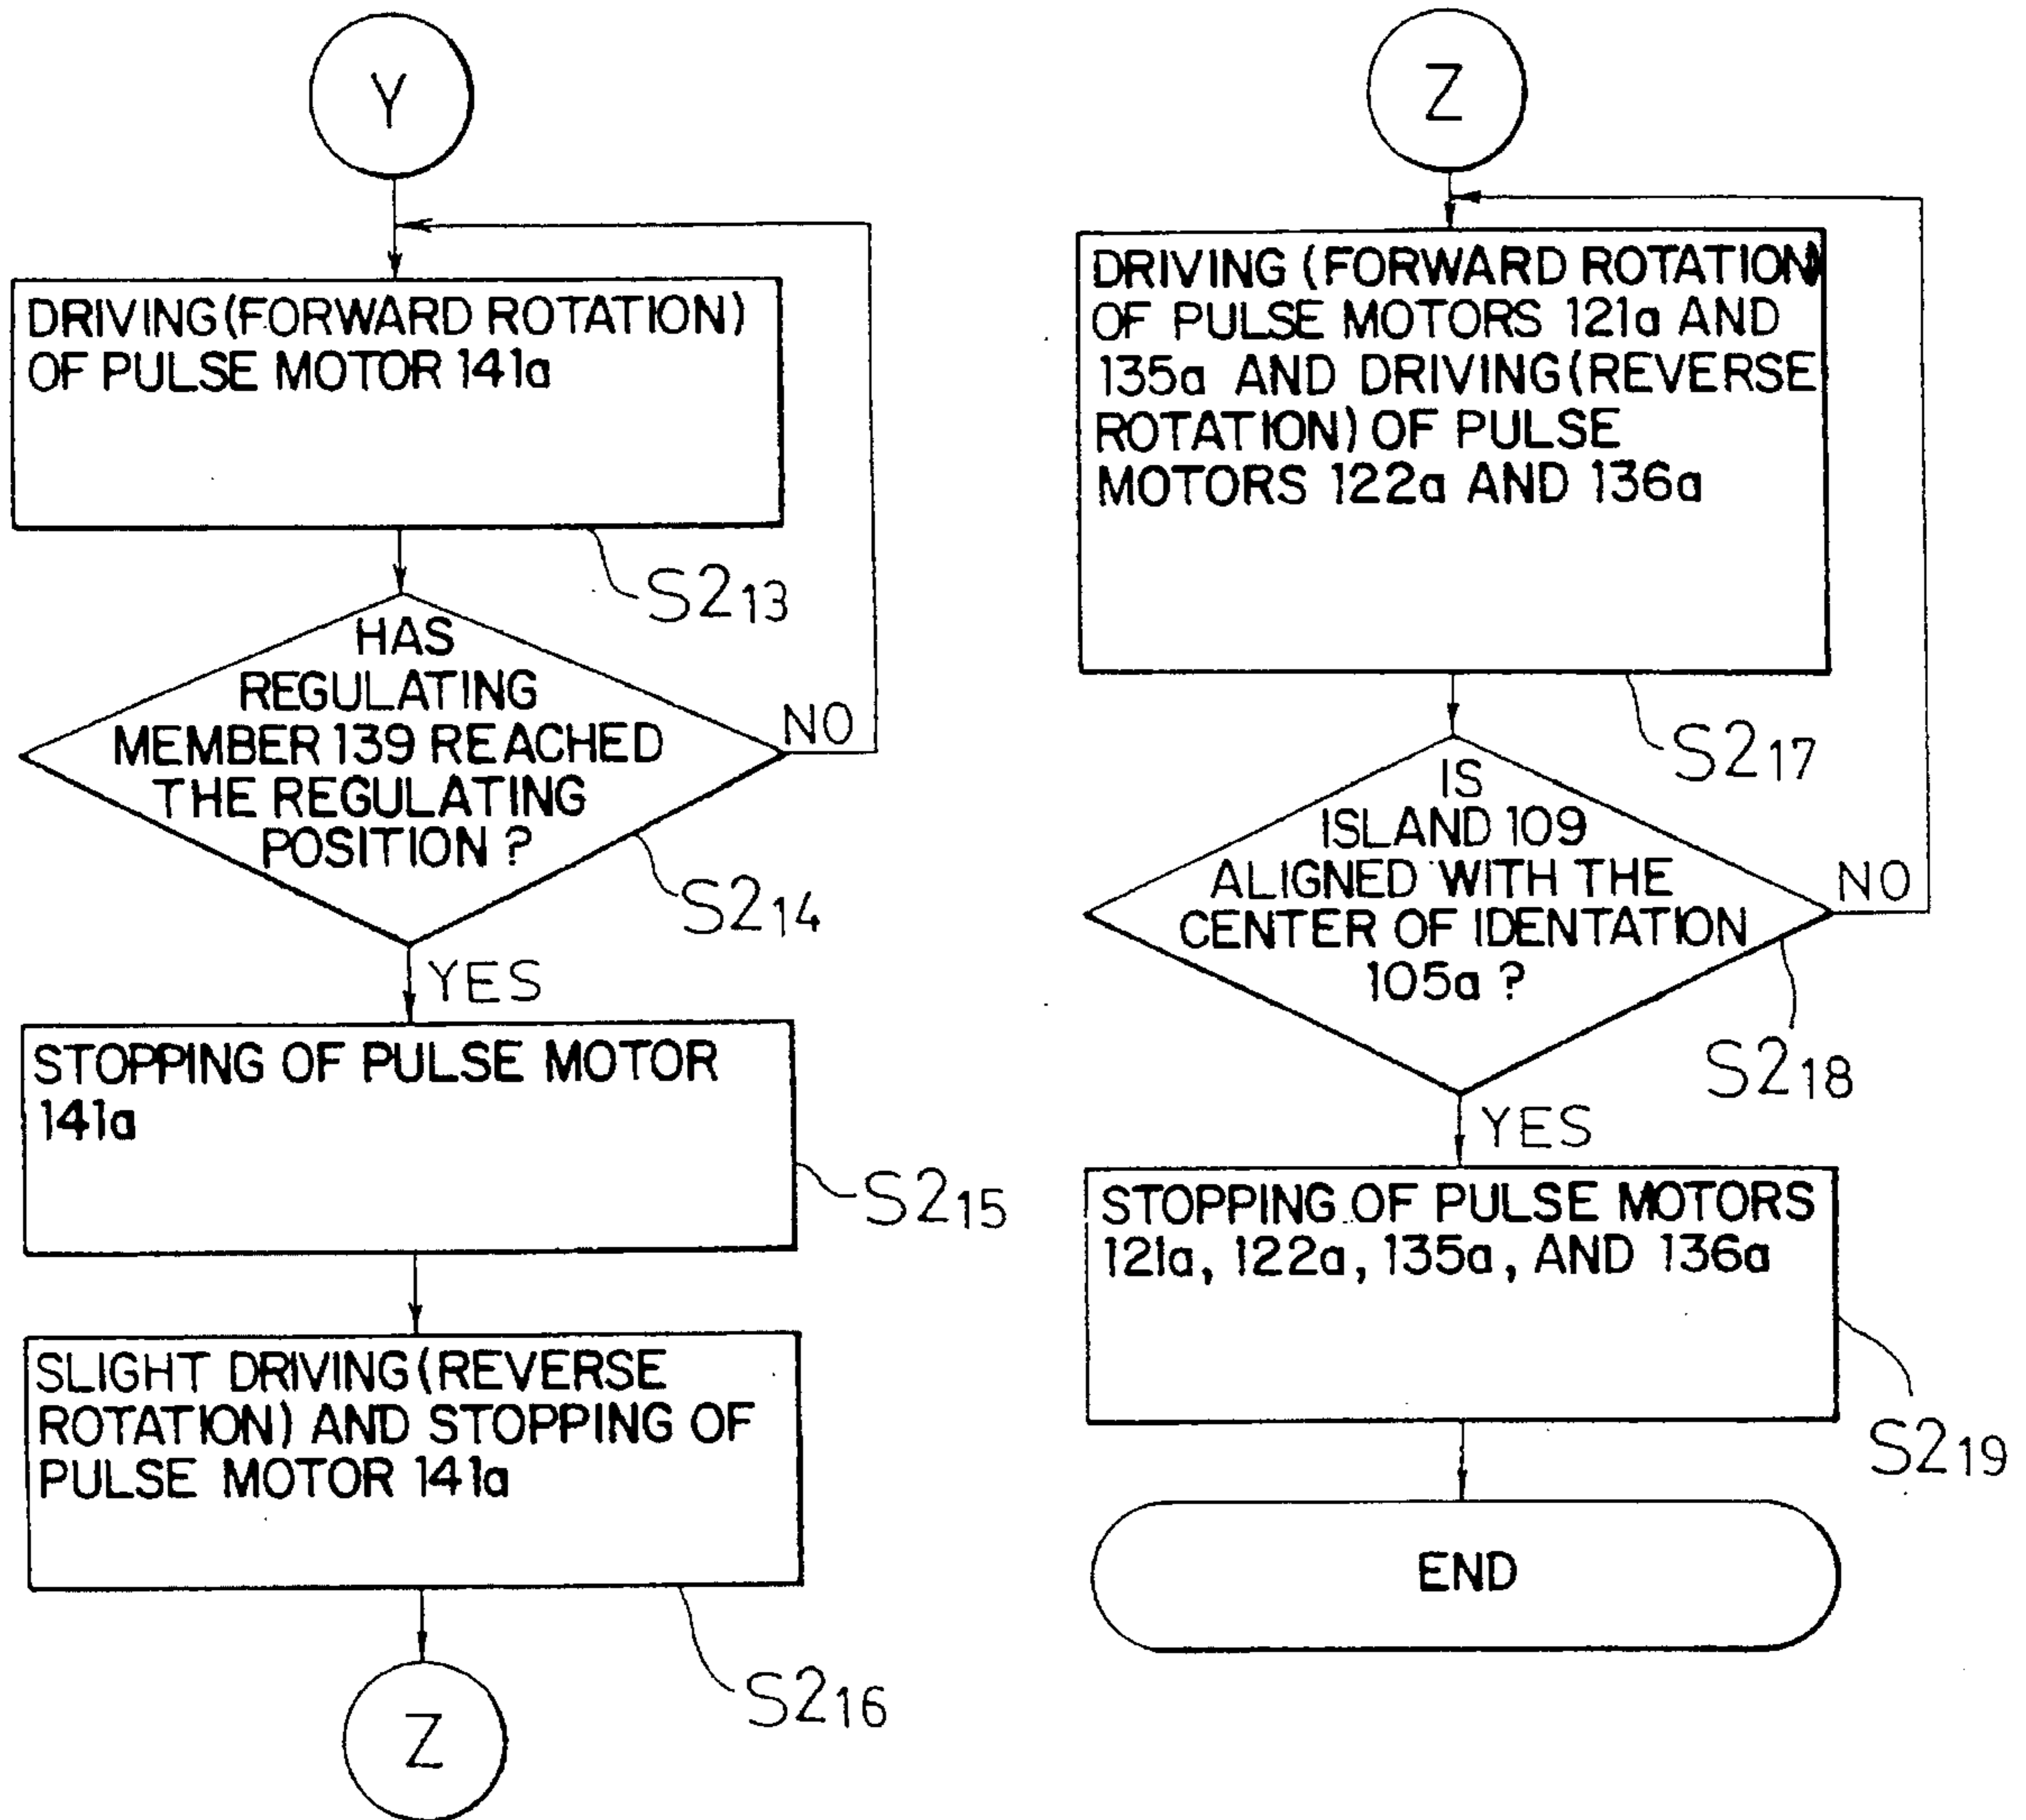 Y
DRIVING (FORWARD ROTATION)
OF PULSE MOTOR 141a
S213
HAS
REGULATING
MEMBER 139 REACHED
THE REGULATING
POSITION ?
NO
S214
YES
STOPPING OF PULSE MOTOR
141a
S215
SLIGHT DRIVING (REVERSE
ROTATION) AND STOPPING OF
PULSE MOTOR 141a
S216
Z
Z
DRIVING (FORWARD ROTATION)
OF PULSE MOTORS 121a AND
135a AND DRIVING (REVERSE
ROTATION) OF PULSE
MOTORS 122a AND 136a
S217
IS
ISLAND 109
ALIGNED WITH THE
CENTER OF IDENTATION
105a ?
NO
S218
YES
STOPPING OF PULSE MOTORS
121a, 122a, 135a, AND 136a
S219
END